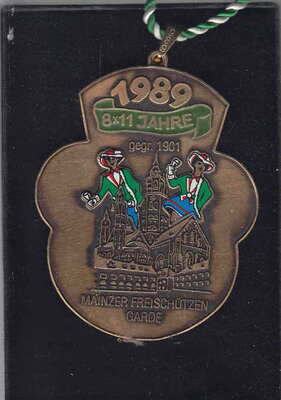 1989
8x11 JAHRE
gegr. 1901
MAINZER FREISCHÜTZEN
GARDE